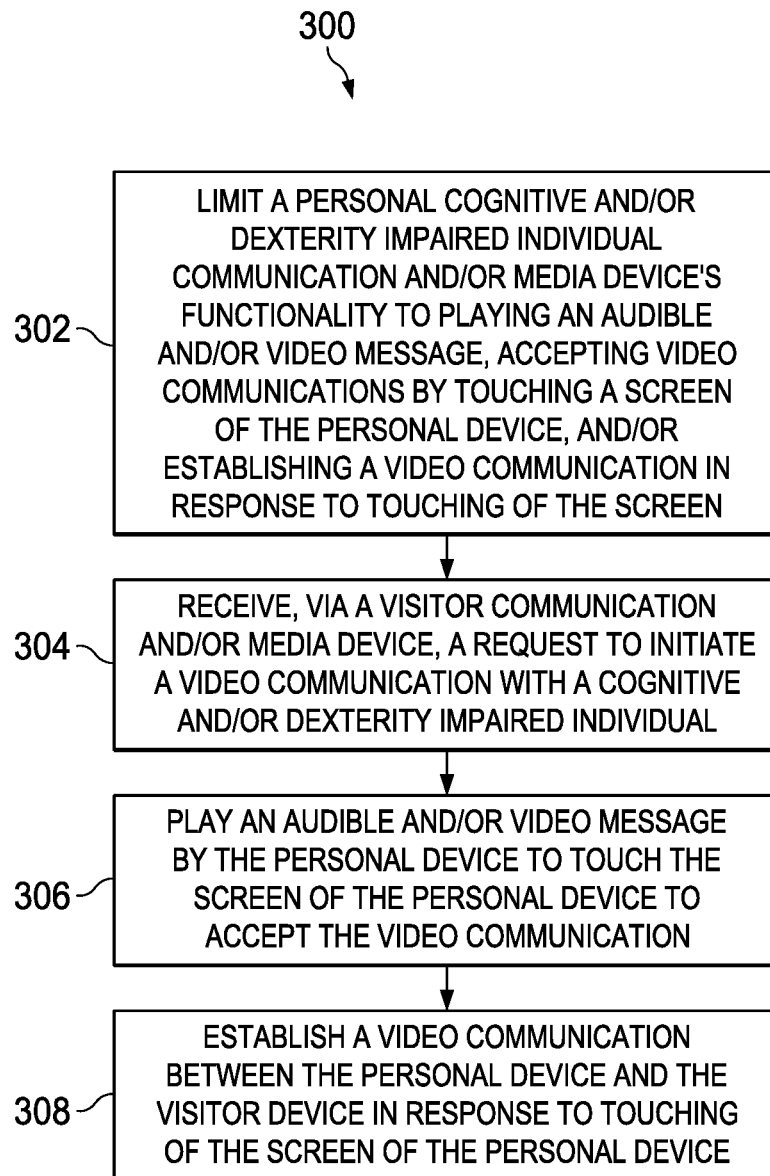 300
302
LIMIT A PERSONAL COGNITIVE AND/OR
DEXTERITY IMPAIRED INDIVIDUAL
COMMUNICATION AND/OR MEDIA DEVICE'S
FUNCTIONALITY TO PLAYING AN AUDIBLE
AND/OR VIDEO MESSAGE, ACCEPTING VIDEO
COMMUNICATIONS BY TOUCHING A SCREEN
OF THE PERSONAL DEVICE, AND/OR
ESTABLISHING A VIDEO COMMUNICATION IN
RESPONSE TO TOUCHING OF THE SCREEN
304
RECEIVE, VIA A VISITOR COMMUNICATION
AND/OR MEDIA DEVICE, A REQUEST TO INITIATE
A VIDEO COMMUNICATION WITH A COGNITIVE
AND/OR DEXTERITY IMPAIRED INDIVIDUAL
306
PLAY AN AUDIBLE AND/OR VIDEO MESSAGE
BY THE PERSONAL DEVICE TO TOUCH THE
SCREEN OF THE PERSONAL DEVICE TO
ACCEPT THE VIDEO COMMUNICATION
308
ESTABLISH A VIDEO COMMUNICATION
BETWEEN THE PERSONAL DEVICE AND THE
VISITOR DEVICE IN RESPONSE TO TOUCHING
OF THE SCREEN OF THE PERSONAL DEVICE